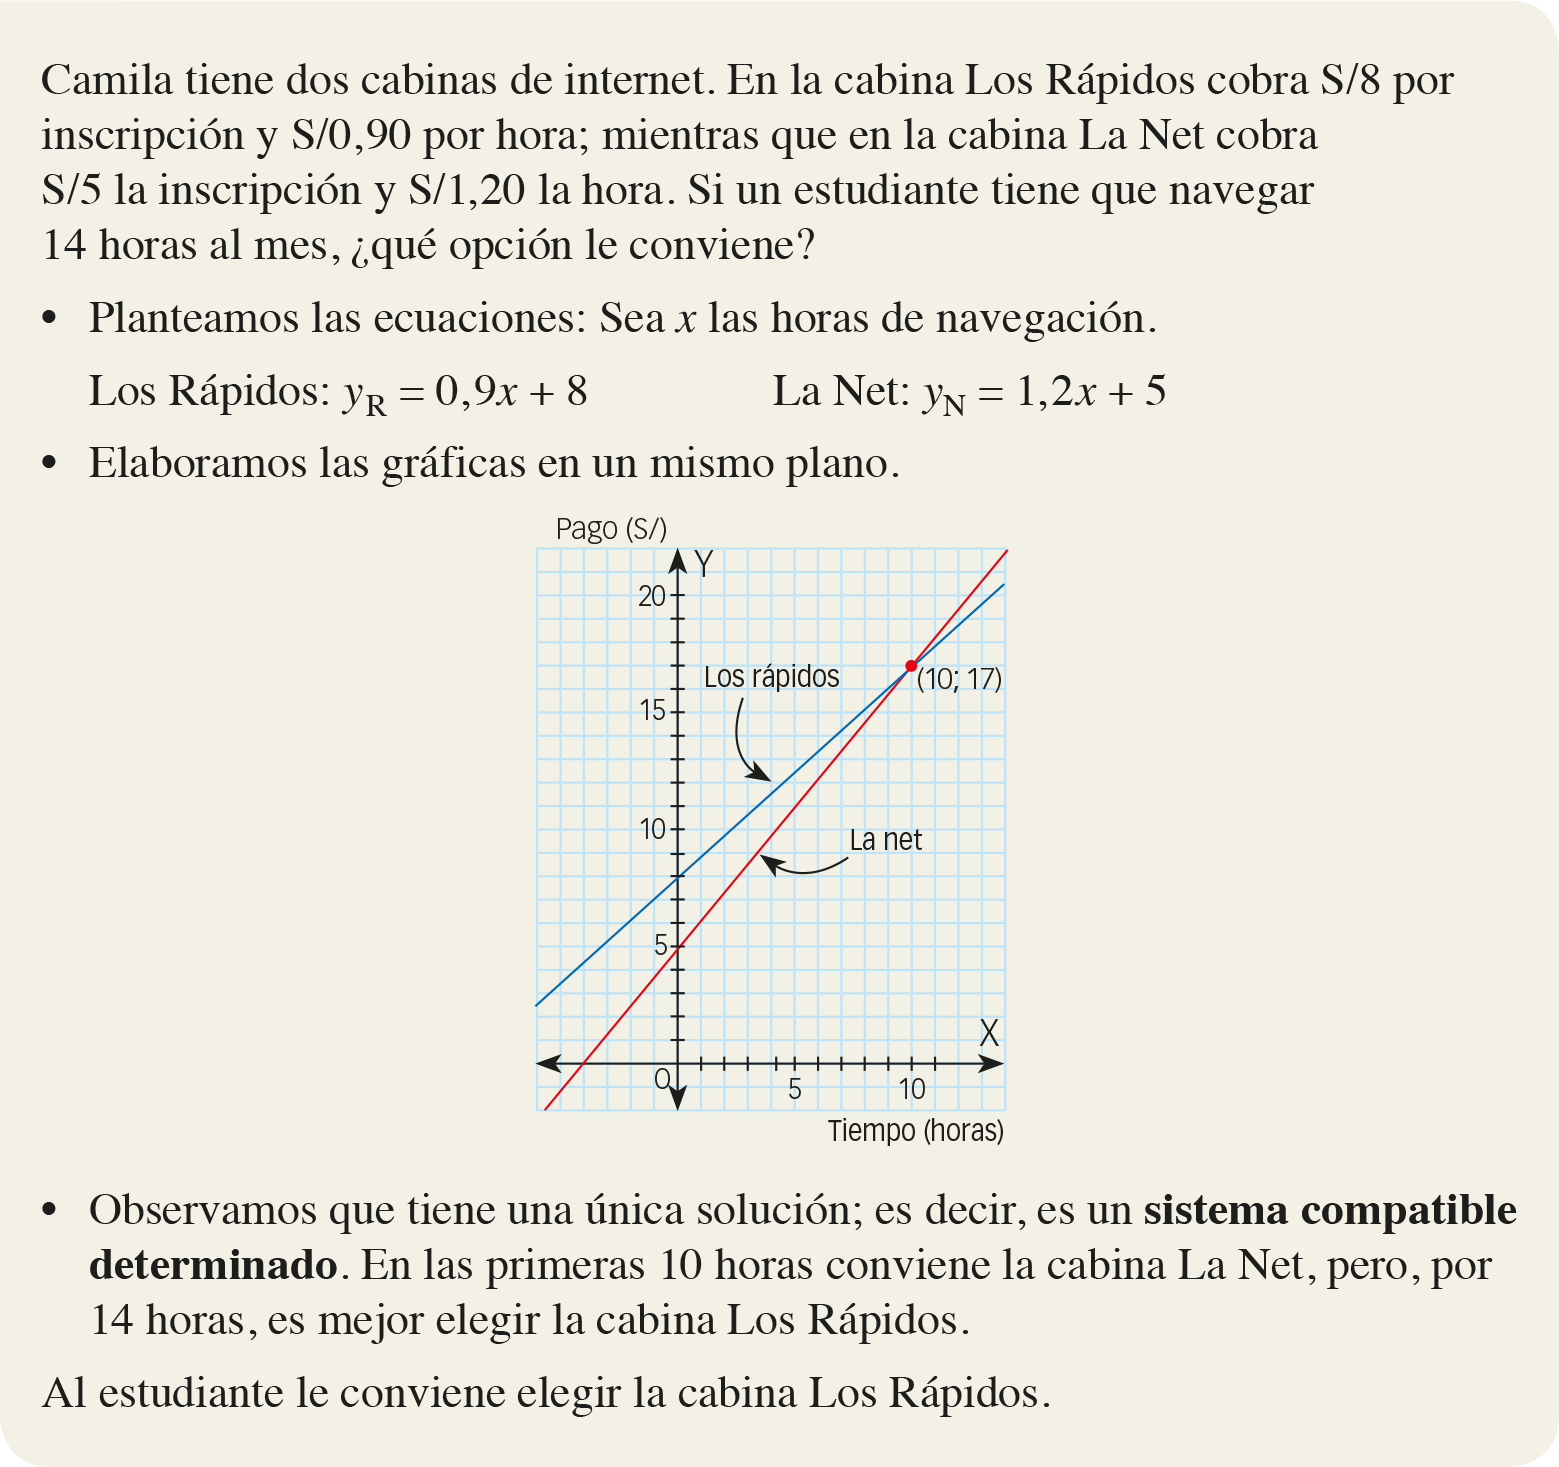 Camila tiene dos cabinas de internet. En la cabina Los Rápidos cobra S/8 por
inscripción y S/0,90 por hora; mientras que en la cabina La Net cobra
S/5 la inscripción y S/1,20 la hora. Si un estudiante tiene que navegar
14 horas al mes, ¿qué opción le conviene?
• Planteamos las ecuaciones: Sea x las horas de navegación.
Los Rápidos: yR = 0,9x + 8 La Net: yN = 1,2x + 5
• Elaboramos las gráficas en un mismo plano.
Pago (S/)
Y
20
Los rápidos
(10; 17)
15
10
La net
5
X
O
5 10
Tiempo (horas)
• Observamos que tiene una única solución; es decir, es un sistema compatible
determinado. En las primeras 10 horas conviene la cabina La Net, pero, por
14 horas, es mejor elegir la cabina Los Rápidos.
Al estudiante le conviene elegir la cabina Los Rápidos.